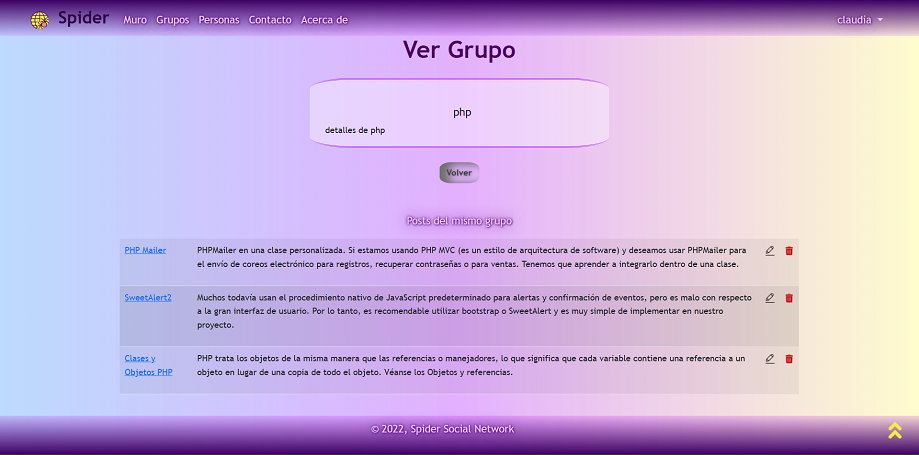 Spider Muro Grupos Personas Contacto Acerca de claudia
Ver Grupo
php
detalles de php
Volver
Posts del mismo grupo
PHP Mailer
PHPMailer en una clase personalizada. Si estamos usando PHP MVC (es un estilo de arquitectura de software) y deseamos usar PHPMailer para
el envío de coreos electrónico para registros, recuperar contraseñas o para ventas. Tenemos que aprender a integrarlo dentro de una clase.
SweetAlert2
Muchos todavía usan el procedimiento nativo de JavaScript predeterminado para alertas y confirmación de eventos, pero es malo con respecto
a la gran interfaz de usuario. Por lo tanto, es recomendable utilizar bootstrap o SweetAlert y es muy simple de implementar en nuestro
proyecto.
Clases y
Objetos PHP
PHP trata los objetos de la misma manera que las referencias o manejadores, lo que significa que cada variable contiene una referencia a un
objeto en lugar de una copia de todo el objeto. Véanse los Objetos y referencias.
© 2022, Spider Social Network